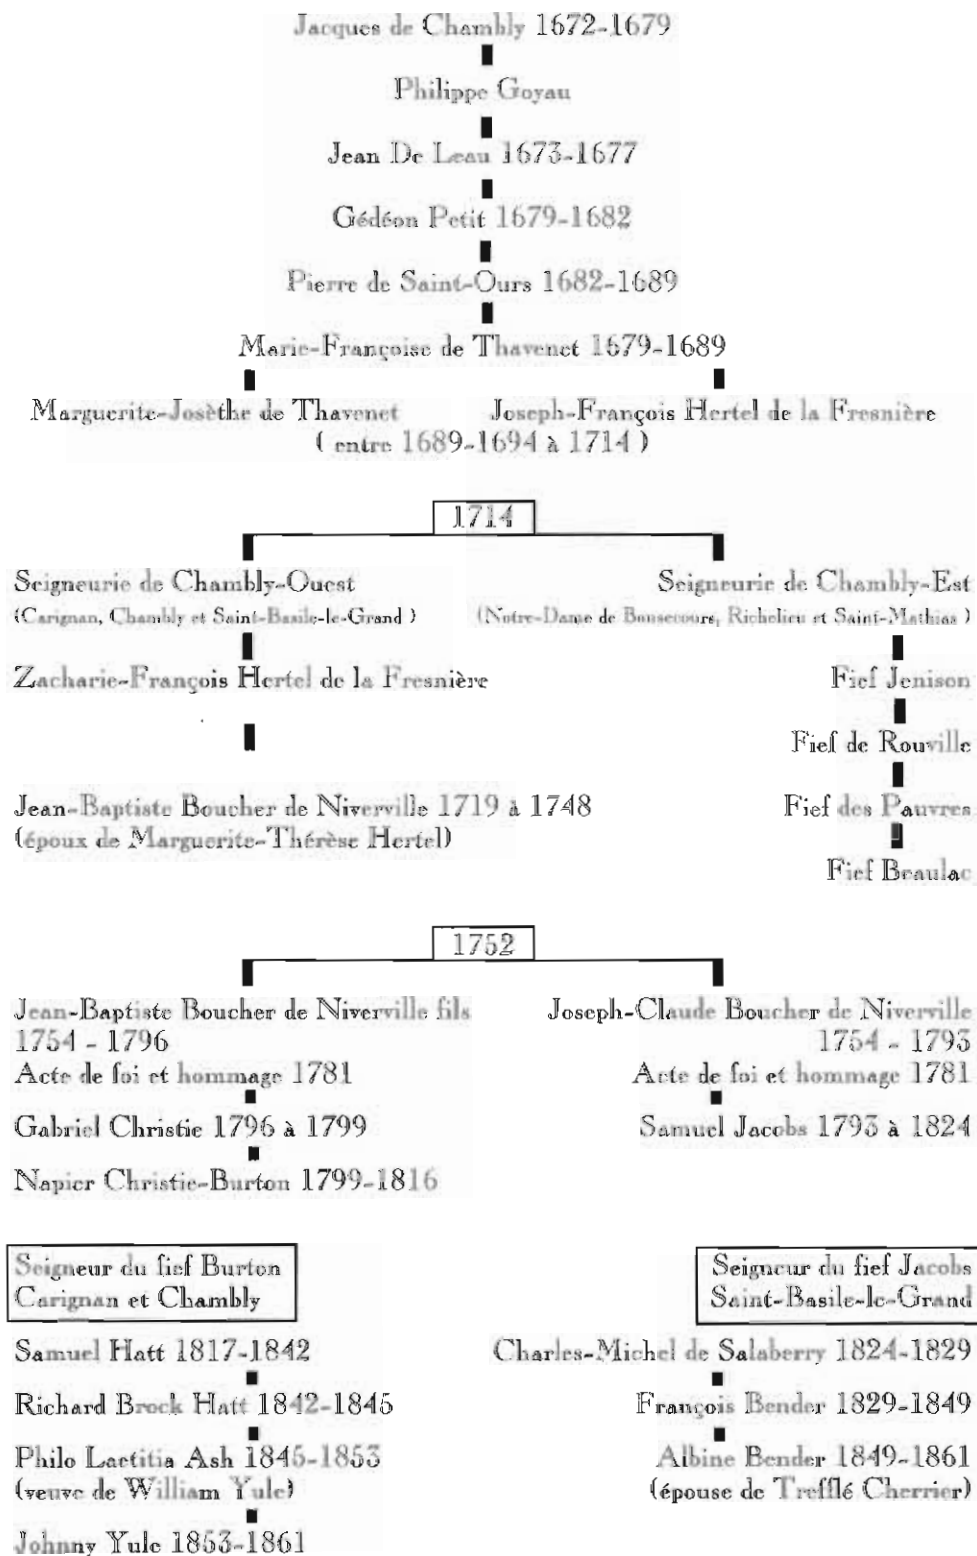 Jacques de Chambly 1672-1679
Philippe Goyau
Jean De Leau 1673-1677
Gédéon Petit 1679-1682
Pierre de Saint-Ours 1682-1689
Marie-Françoise de Thavenet 1679-1689
Marguerite-Josèthe de Thavenet
Joseph-François Hertel de la Fresnière
( entre 1689-1694 à 1714 )
1714
Seigneurie de Chambly-Ouest
(Carignan, Chambly et Saint-Basile-le-Grand )
Zacharie-François Hertel de la Fresnière
Jean-Baptiste Boucher de Niverville 1719 à 1748
(époux de Marguerite-Thérèse Hertel)
Seigneurie de Chambly-Est
(Notre-Dame de Bonsecours, Richelieu et Saint-Mathias )
Fief Jenison
Fief de Rouville
Fief des Pauvres
Fief Beaulac
1752
Jean-Baptiste Boucher de Niverville fils
1754 - 1796
Acte de foi et hommage 1781
Gabriel Christie 1796 à 1799
Napier Christie-Burton 1799-1816
Joseph-Claude Boucher de Niverville
1754 - 1793
Acte de foi et hommage 1781
Samuel Jacobs 1793 à 1824
Seigneur du fief Burton
Carignan et Chambly
Samuel Hatt 1817-1842
Richard Brock Hatt 1842-1845
Philo Laetitia Ash 1845-1853
(veuve de William Yule)
Johnny Yule 1853-1861
Seigneur du fief Jacobs
Saint-Basile-le-Grand
Charles-Michel de Salaberry 1824-1829
François Bender 1829-1849
Albine Bender 1849-1861
(épouse de Trefflé Cherrier)